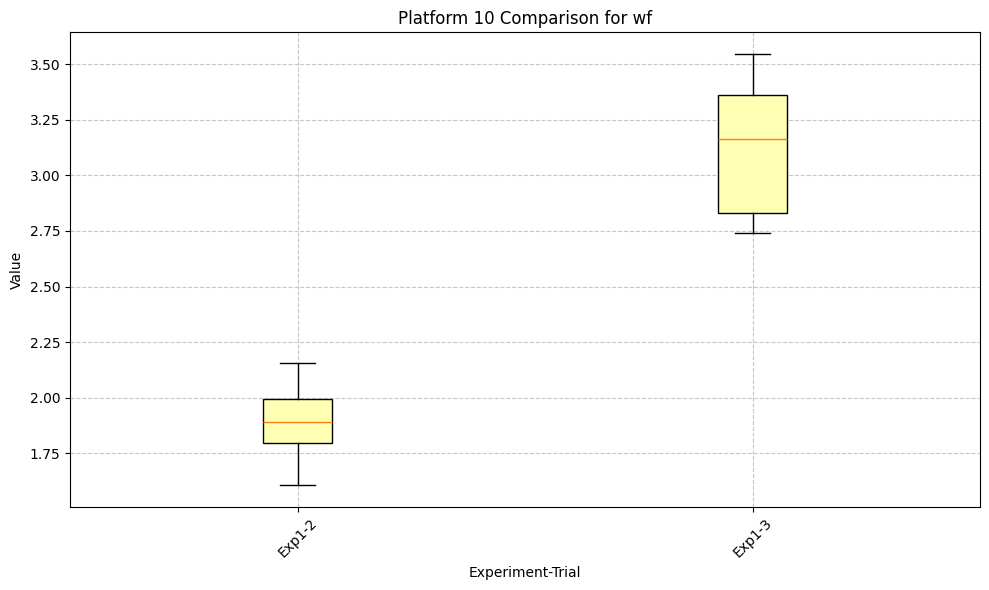 Platform 10 Comparison for wf
3.50
3.25
3.00
2.75
2.50
2.25
2.00
1.75
Value
Exp1-2
Exp1-3
Experiment-Trial